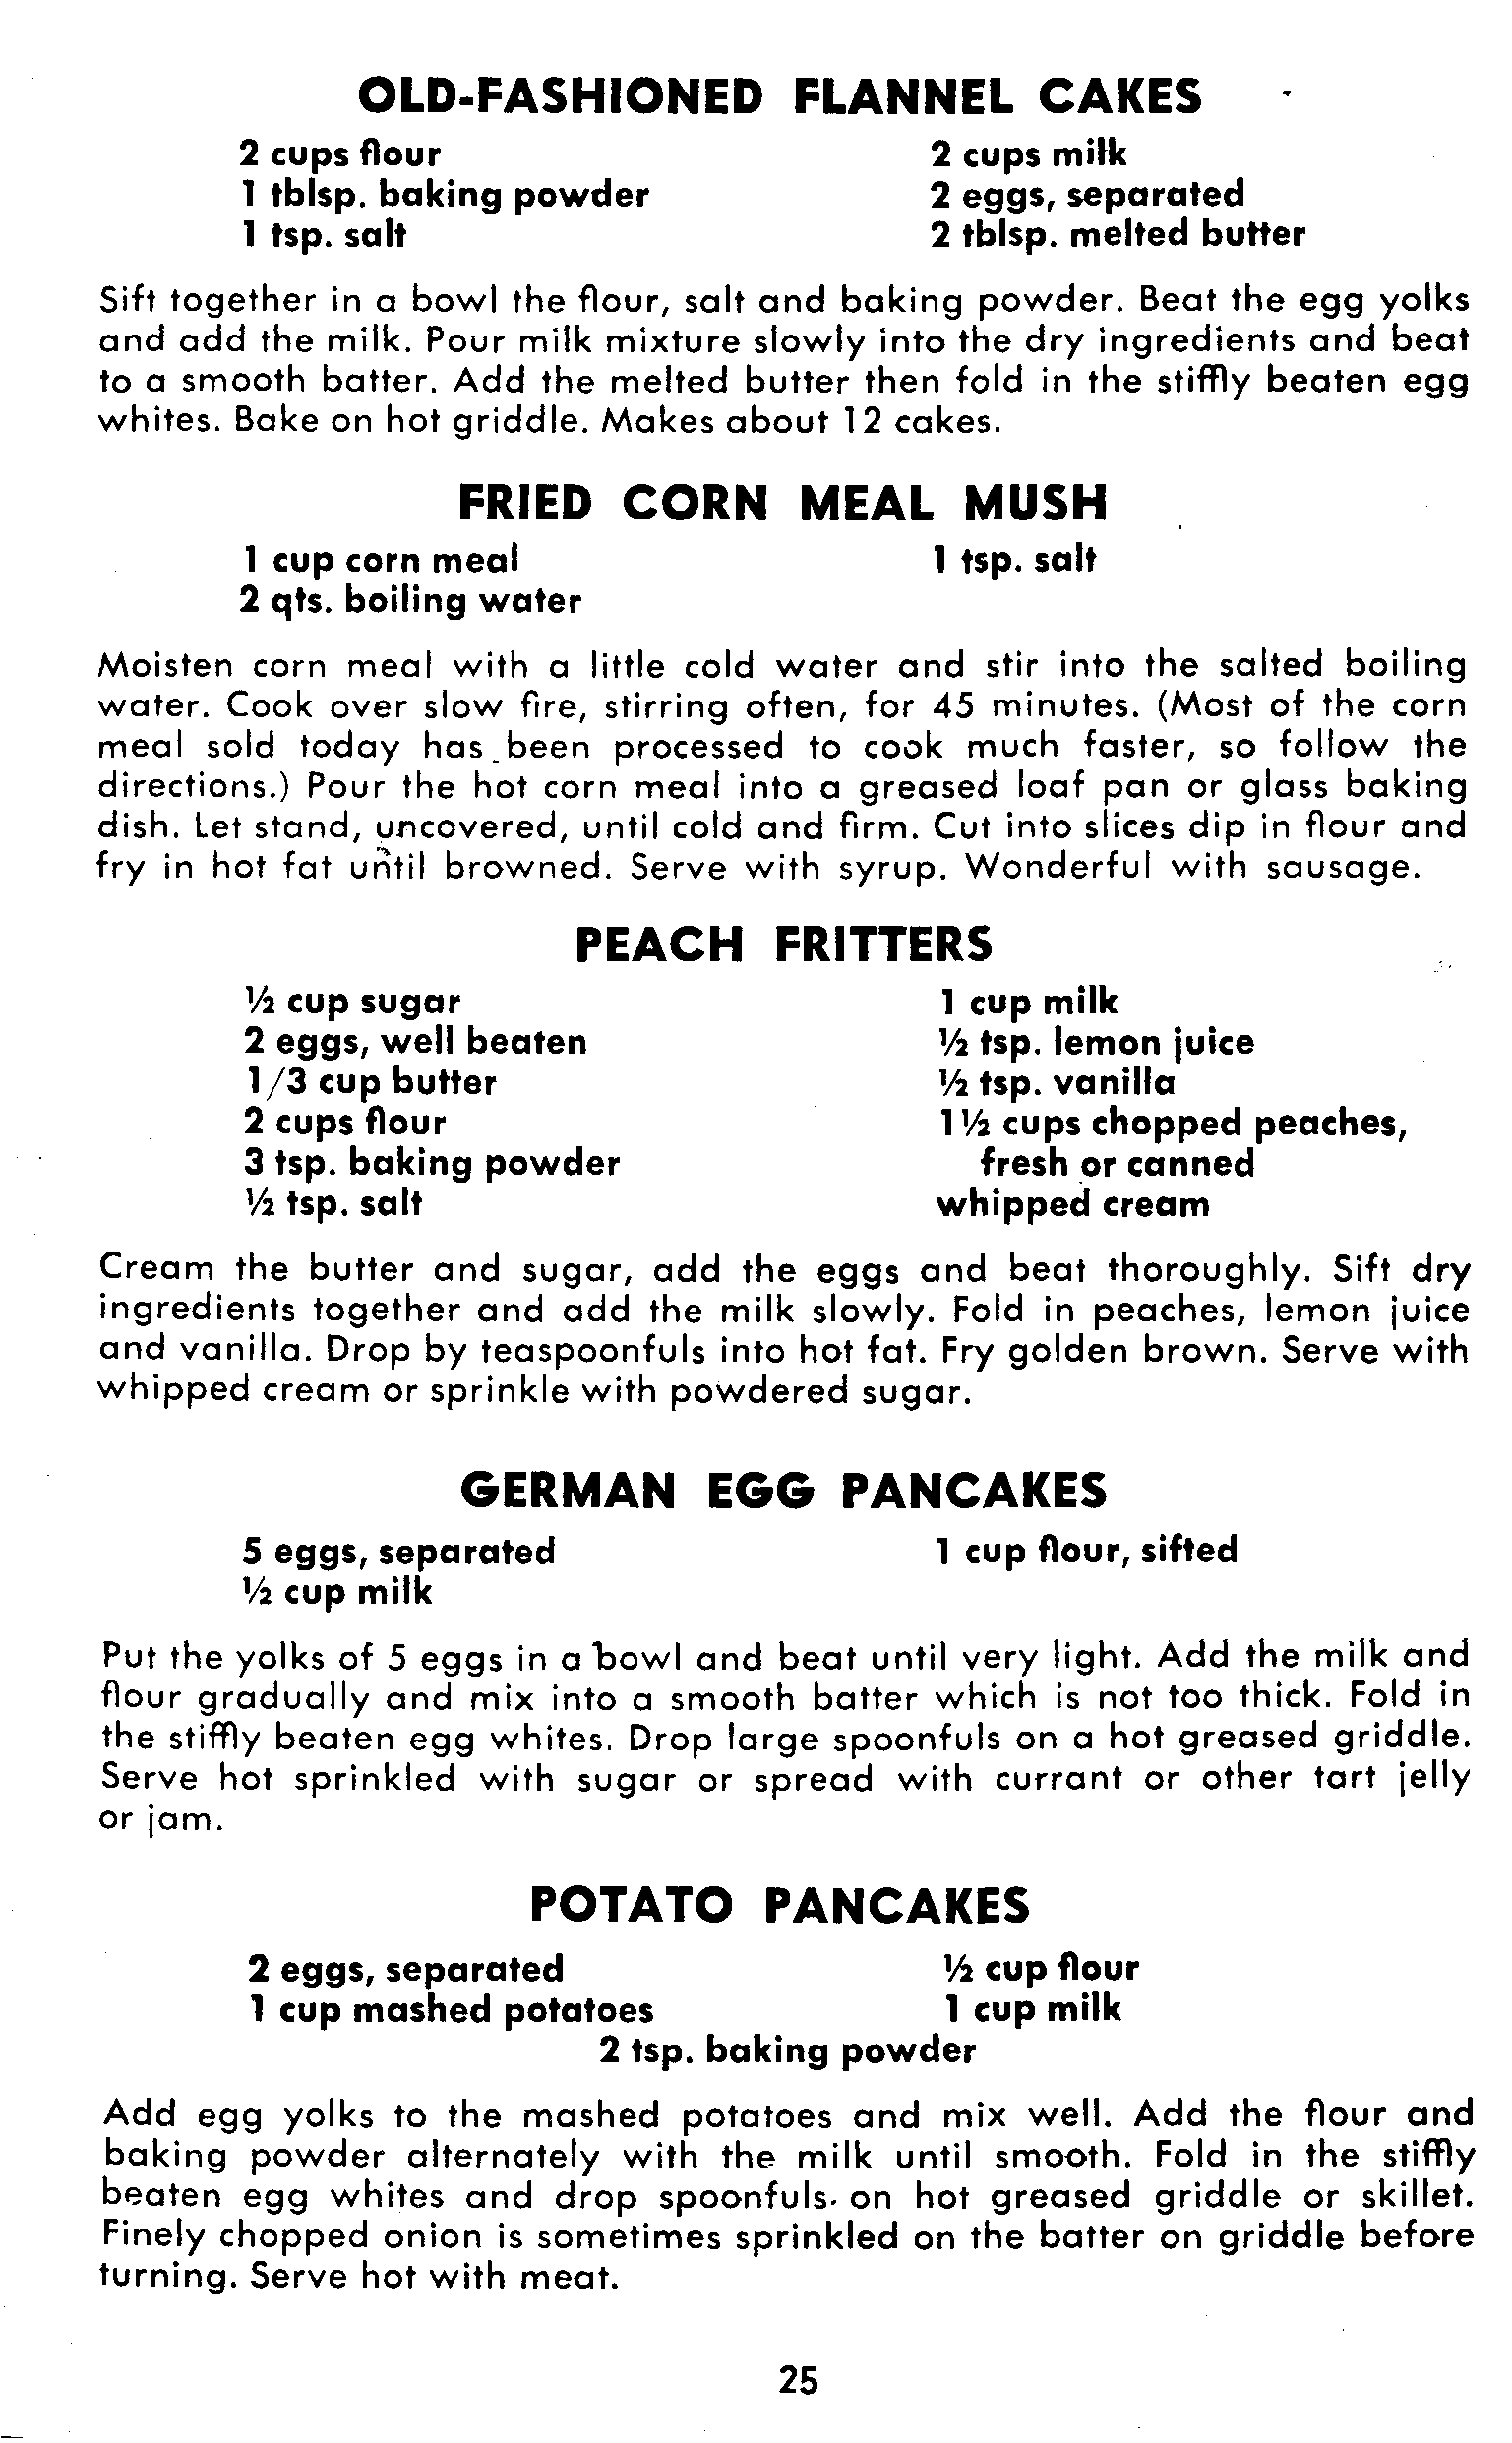 OLD-FASHIONED FLANNEL CAKES
2 cups flour 2 cups milk
1 tblsp. baking powder 2 eggs, separated
1 tsp. salt 2 tblsp. melted butter
Sift together in a bowl the flour, salt and baking powder. Beat the egg yolks
and add the milk. Pour milk mixture slowly into the dry ingredients and beat
to a smooth batter. Add the melted butter then fold in the stiffly beaten egg
whites. Bake on hot griddle. Makes about 12 cakes.
FRIED CORN MEAL MUSH
1 cup corn meal 1 tsp. salt
2 qts. boiling water
Moisten corn meal with a little cold water and stir into the salted boiling
water. Cook over slow fire, stirring often, for 45 minutes. (Most of the corn
meal sold today has been processed to cook much faster, so follow the
directions.) Pour the hot corn meal into a greased loaf pan or glass baking
dish. Let stand, uncovered, until cold and firm. Cut into slices dip in flour and
fry in hot fat until browned. Serve with syrup. Wonderful with sausage.
PEACH FRITTERS
½ cup sugar 1 cup milk
2 eggs, well beaten ½ tsp. lemon juice
1/3 cup butter ½ tsp. vanilla
2 cups flour 1½ cups chopped peaches,
3 tsp. baking powder fresh or canned
½ tsp. salt whipped cream
Cream the butter and sugar, add the eggs and beat thoroughly. Sift dry
ingredients together and add the milk slowly. Fold in peaches, lemon juice
and vanilla. Drop by teaspoonfuls into hot fat. Fry golden brown. Serve with
whipped cream or sprinkle with powdered sugar.
GERMAN EGG PANCAKES
5 eggs, separated 1 cup flour, sifted
½ cup milk
Put the yolks of 5 eggs in a bowl and beat until very light. Add the milk and
flour gradually and mix into a smooth batter which is not too thick. Fold in
the stiffly beaten egg whites. Drop large spoonfuls on a hot greased griddle.
Serve hot sprinkled with sugar or spread with currant or other tart jelly
or jam.
POTATO PANCAKES
2 eggs, separated ½ cup flour
1 cup mashed potatoes 1 cup milk
2 tsp. baking powder
Add egg yolks to the mashed potatoes and mix well. Add the flour and
baking powder alternately with the milk until smooth. Fold in the stiffly
beaten egg whites and drop spoonfuls on hot greased griddle or skillet.
Finely chopped onion is sometimes sprinkled on the batter on griddle before
turning. Serve hot with meat.
25